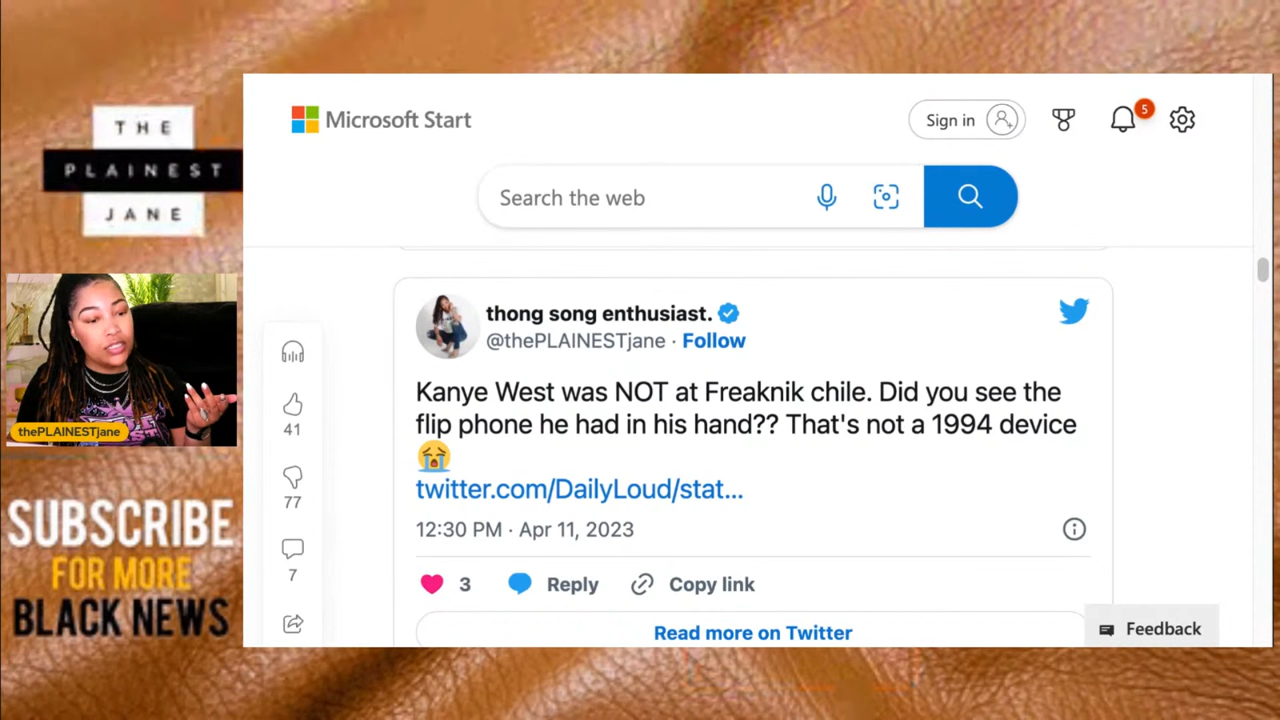 THE
PLAINEST
JANE
thePLAINESTjane
SUBSCRIBE
FOR MORE
BLACK NEWS
Microsoft Start
Sign in
5
Search the web
41
77
7
thong song enthusiast.
@thePLAINESTjane · Follow
Kanye West was NOT at Freaknik chile. Did you see the
flip phone he had in his hand?? That's not a 1994 device
😭
twitter.com/DailyLoud/stat...
12:30 PM · Apr 11, 2023
3 Reply Copy link
Read more on Twitter
Feedback